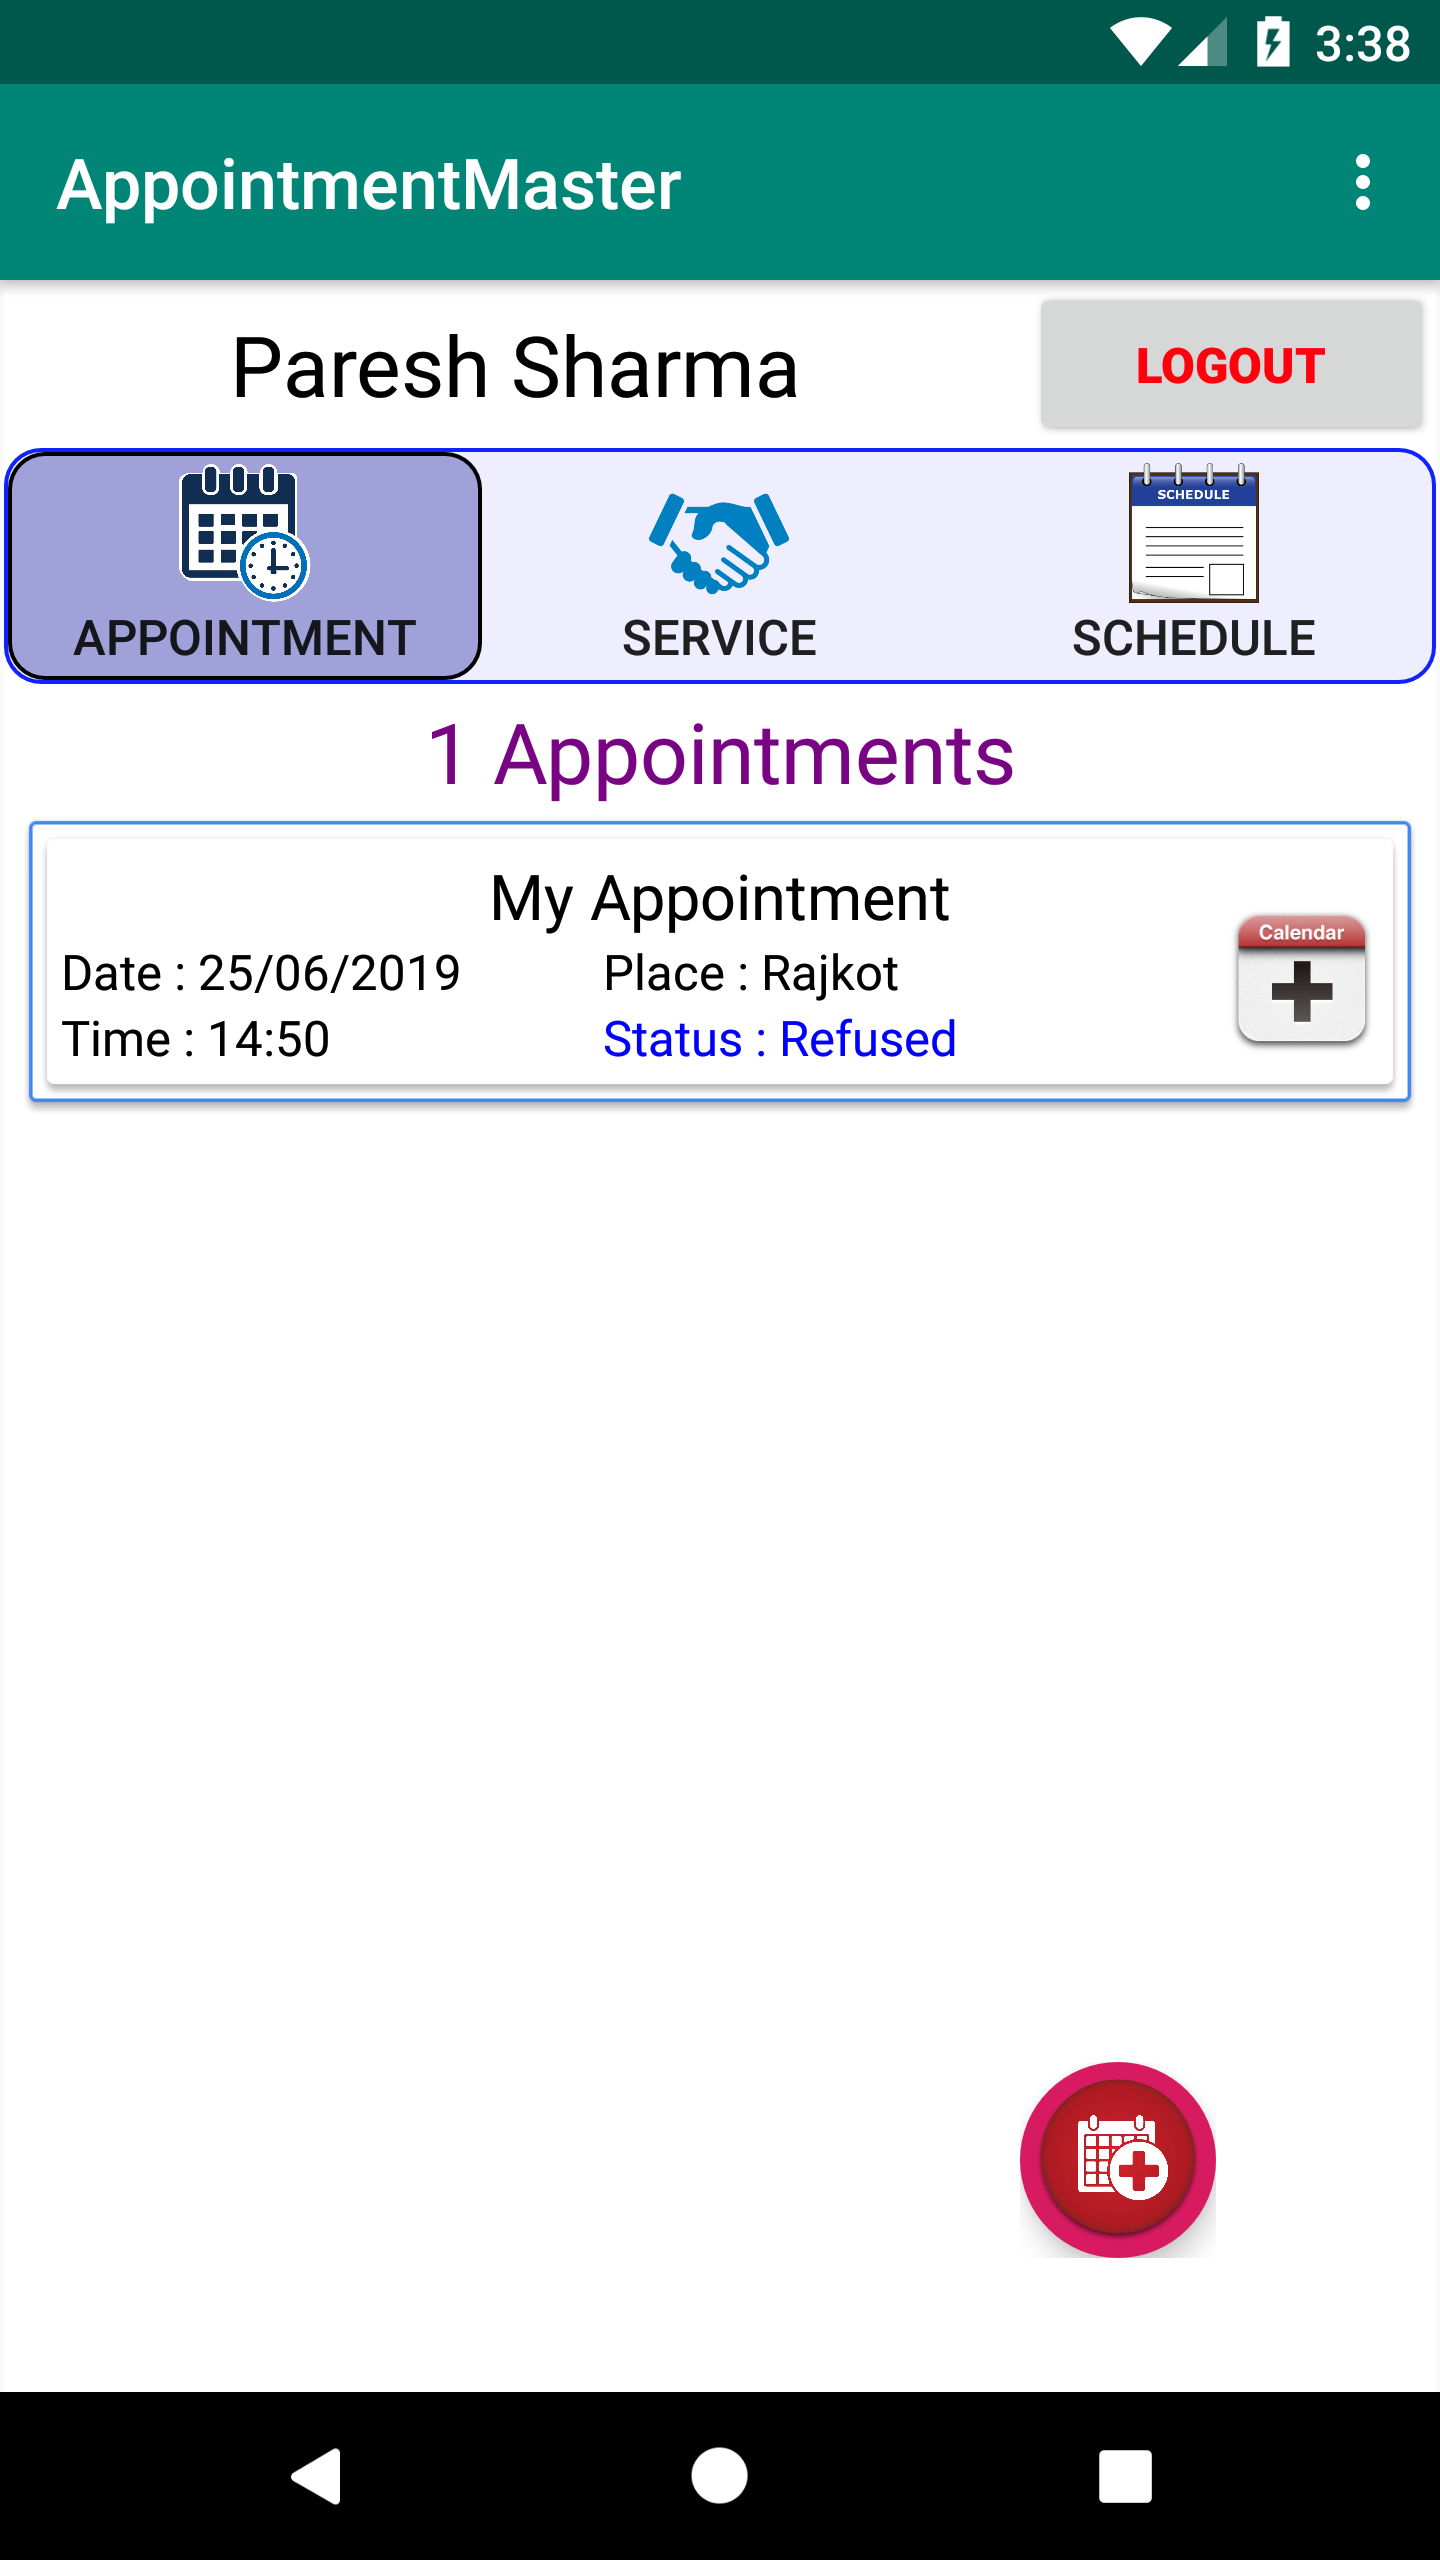 3:38
AppointmentMaster
Paresh Sharma
LOGOUT
SCHEDULE
APPOINTMENT
SERVICE
SCHEDULE
1 Appointments
My Appointment
Calendar
Date : 25/06/2019
Place : Rajkot
Time : 14:50
Status : Refused